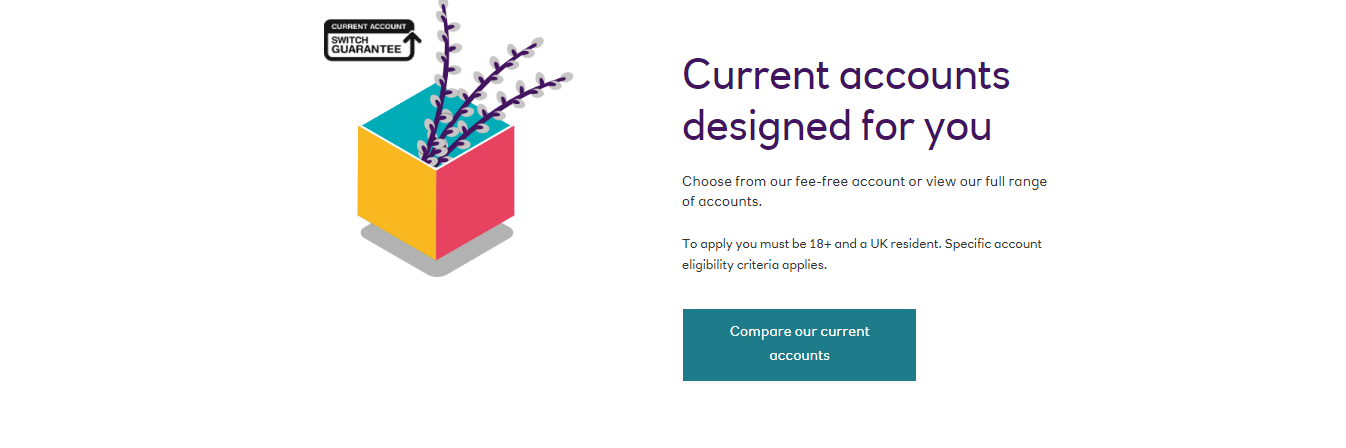 CURRENT ACCOUNT
SWITCH
GUARANTEE
Current accounts
designed for you
Choose from our fee-free account or view our full range
of accounts.
To apply you must be 18+ and a UK resident. Specific account
eligibility criteria applies.
Compare our current
accounts